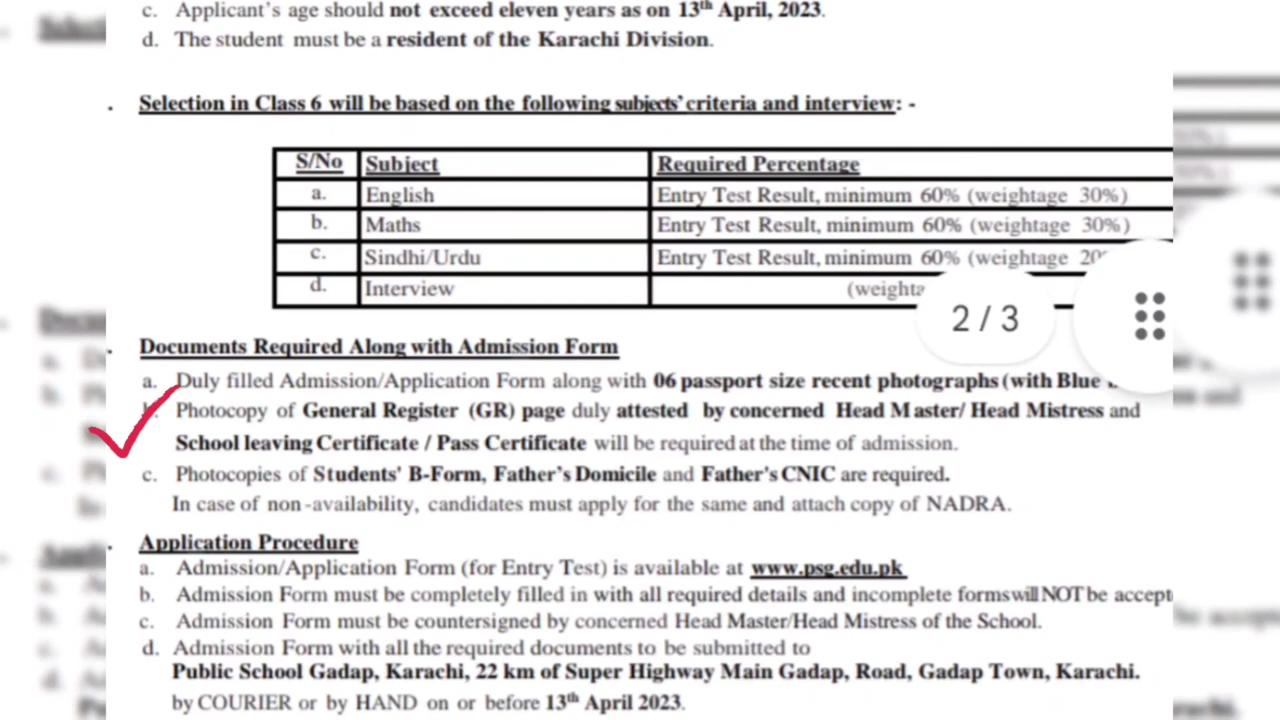 c. Applicant's age should not exceed eleven years as on 13th April, 2023.
d. The student must be a resident of the Karachi Division.
Selection in Class 6 will be based on the following subjects' criteria and interview: -
S/No Subject Required Percentage
a. English Entry Test Result, minimum 60% (weightage 30%)
b. Maths Entry Test Result, minimum 60% (weightage 30%)
c. Sindhi/Urdu Entry Test Result, minimum 60% (weightage
d. Interview
2 / 3
Documents Required Along with Admission Form
a. Duly filled Admission/Application Form along with 06 passport size recent photographs (with Blue
Photocopy of General Register (GR) page duly attested by concerned Head Master/ Head Mistress and
School leaving Certificate / Pass Certificate will be required at the time of admission.
c. Photocopies of Students' B-Form, Father's Domicile and Father's CNIC are required.
In case of non-availability, candidates must apply for the same and attach copy of NADRA.
Application Procedure
a. Admission/Application Form (for Entry Test) is available at www.psg.edu.pk
b. Admission Form must be completely filled in with all required details and incomplete forms will NOT be accept
c. Admission Form must be countersigned by concerned Head Master/Head Mistress of the School.
d. Admission Form with all the required documents to be submitted to
Public School Gadap, Karachi, 22 km of Super Highway Main Gadap, Road, Gadap Town, Karachi.
by COURIER or by HAND on or before 13th April 2023.